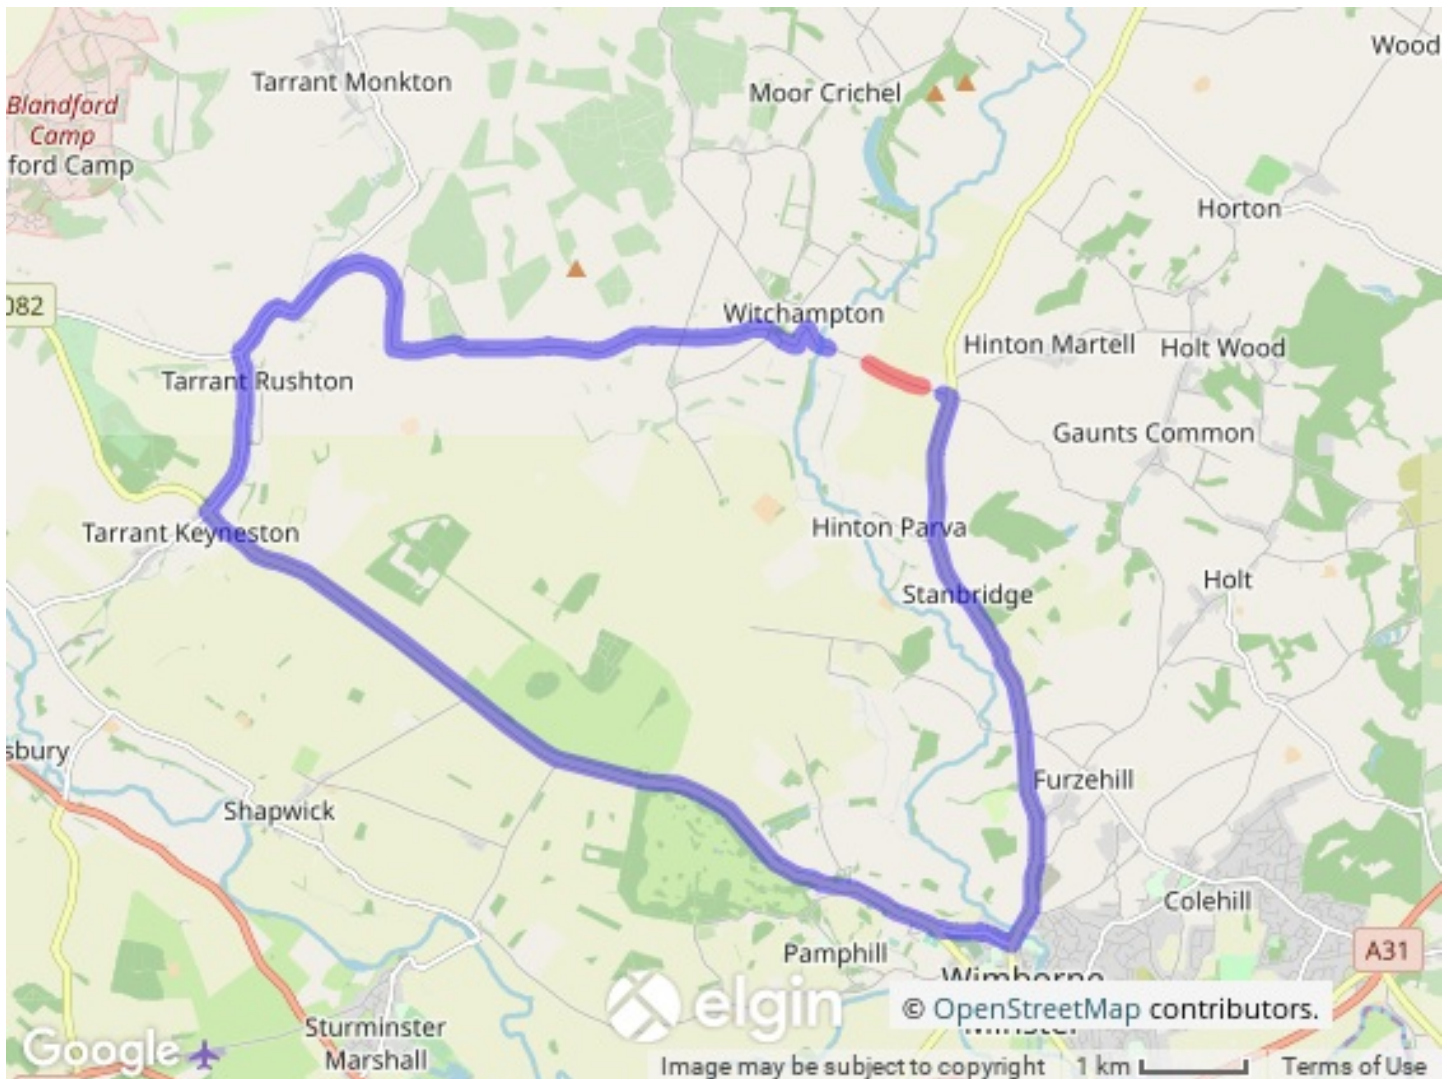 Wood
Tarrant Monkton
Moor Crichel
Blandford
Camp
ford Camp
Horton
082
Witchampton
Hinton Martell
Holt Wood
Tarrant Rushton
Gaunts Common
Hinton Parva
Tarrant Keyneston
Holt
Stanbridge
sbury
Furzehill
Shapwick
Colehill
Pamphill
A31
Wimborne
Minster
elgin
© OpenStreetMap contributors.
Sturminster
Marshall
Google
Image may be subject to copyright
1 km
Terms of Use